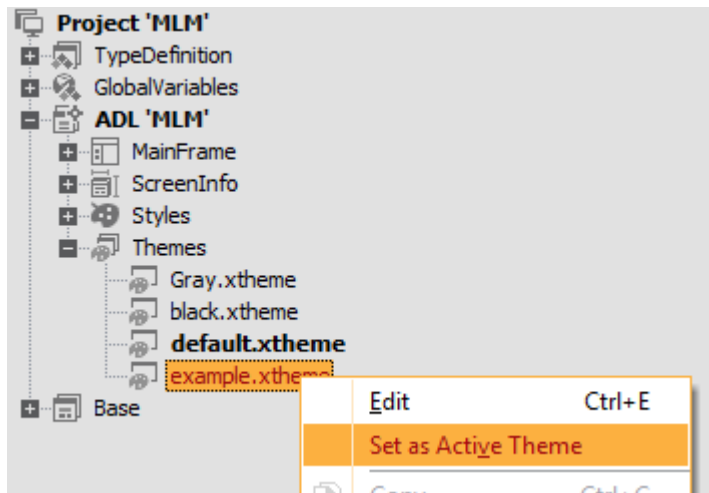 Project 'MLM'
TypeDefinition
GlobalVariables
ADL 'MLM'
MainFrame
ScreenInfo
Styles
Themes
Gray.xtheme
black.xtheme
default.xtheme
example.xtheme
Base
Edit Ctrl+E
Set as Active Theme